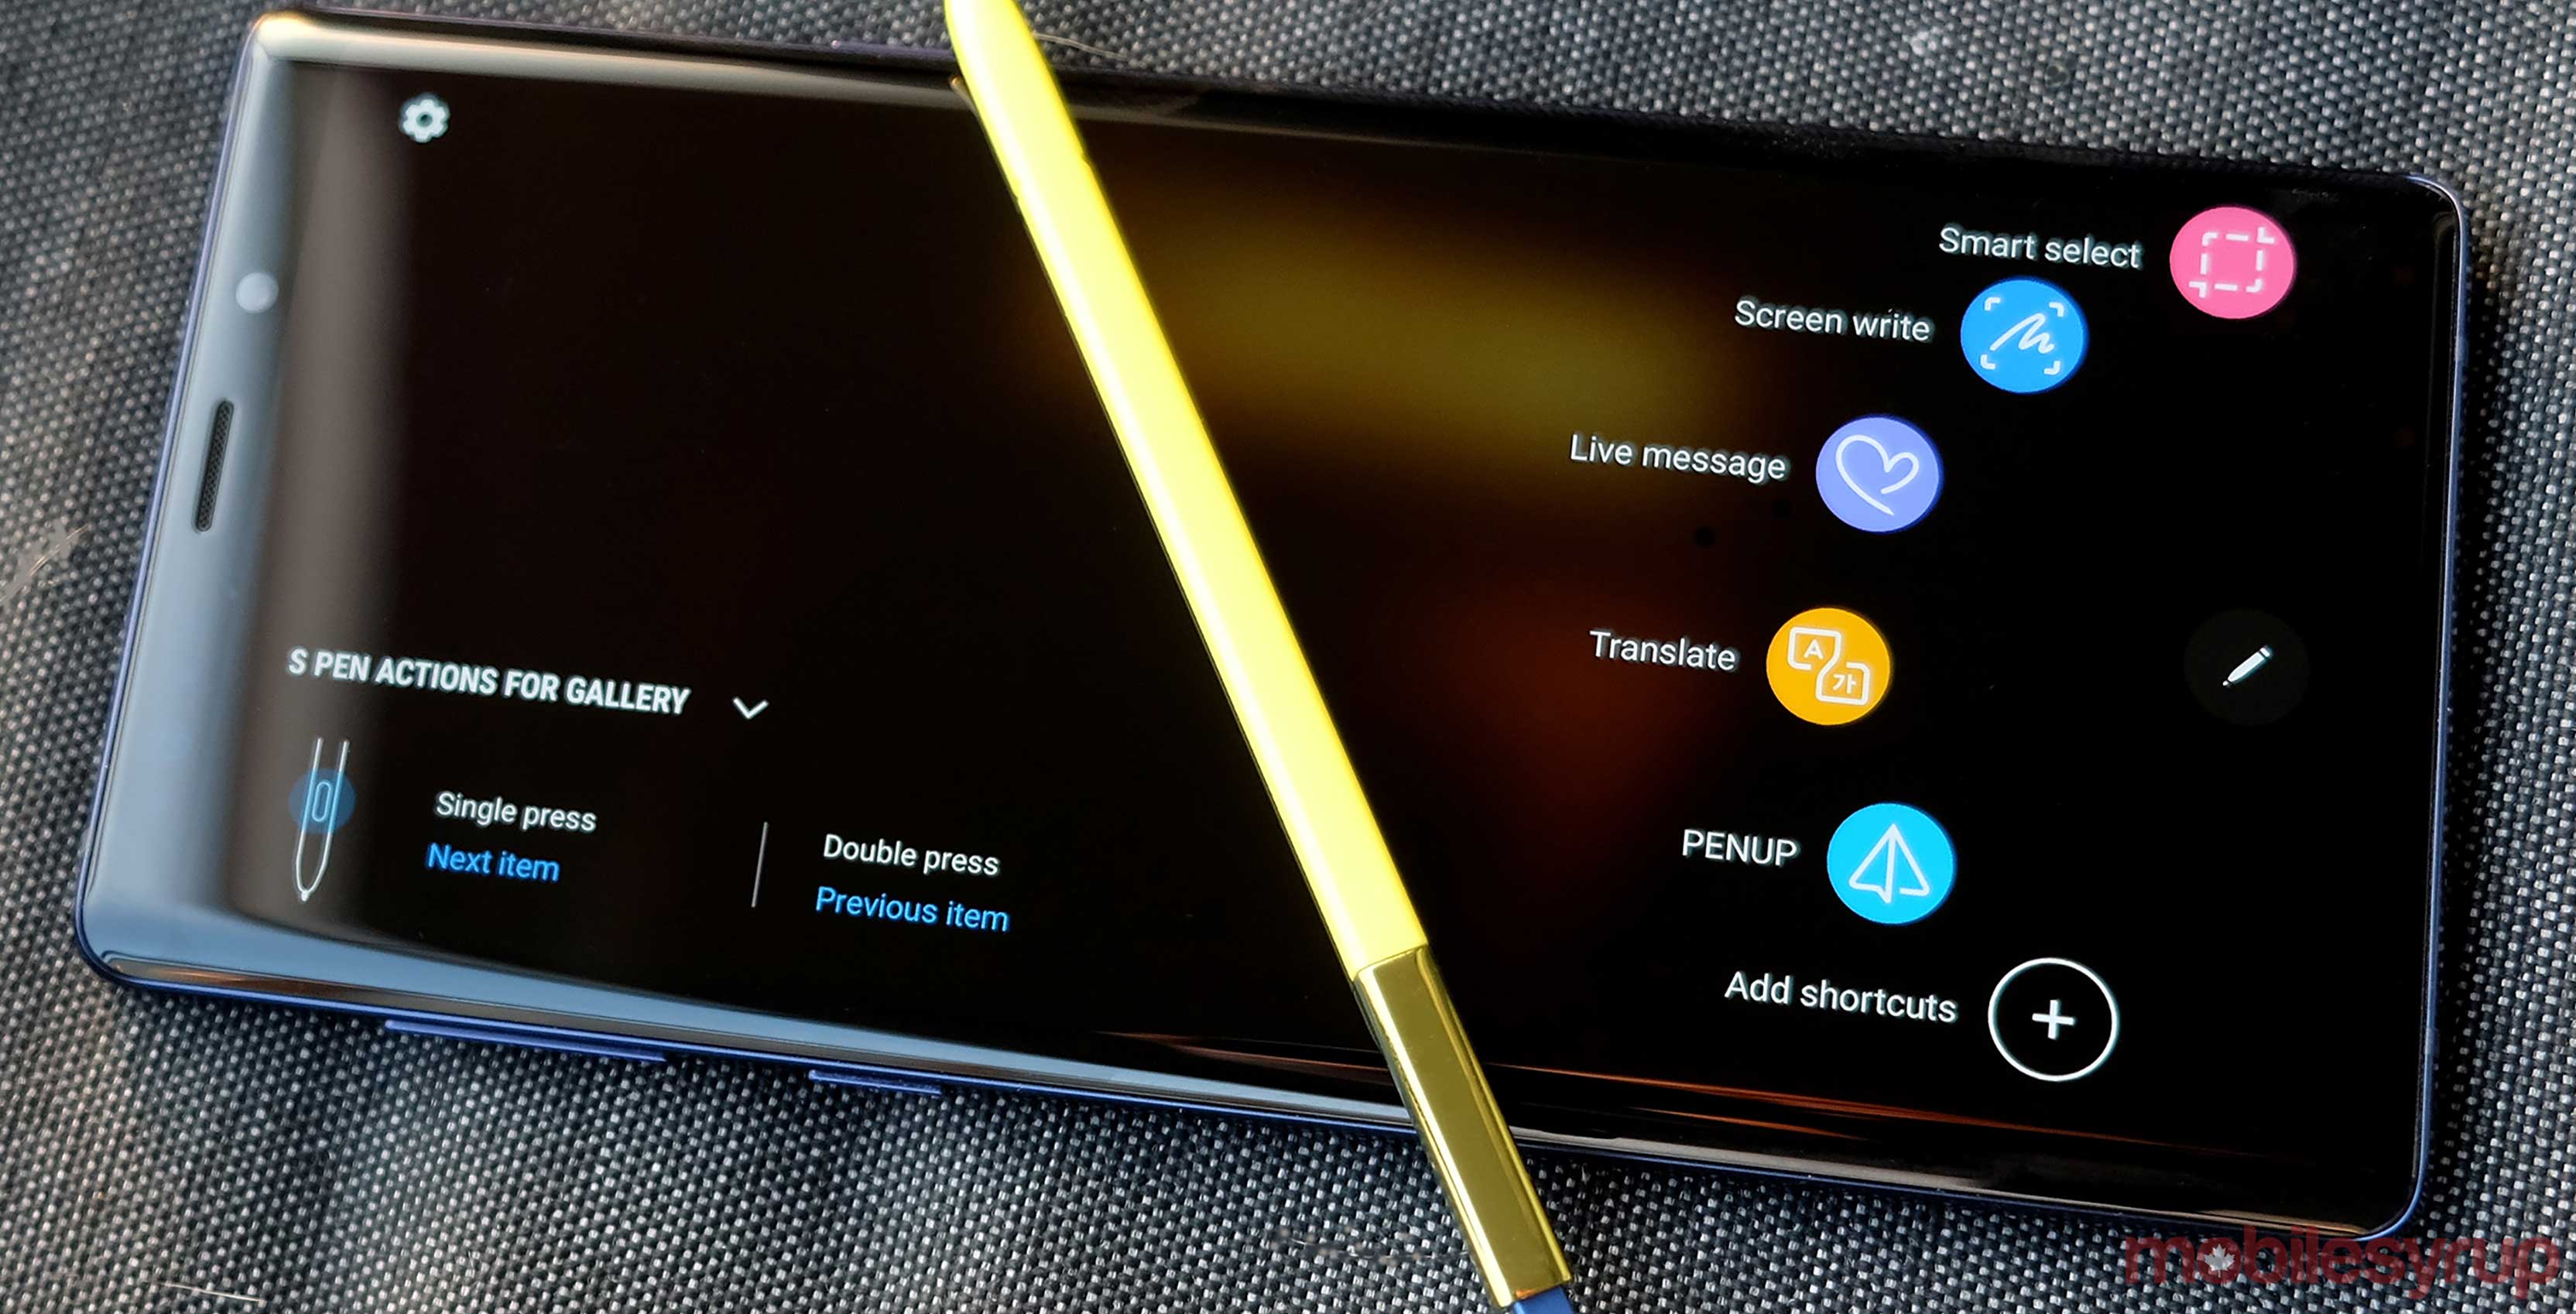 Smart select
Screen write
Live message
Translate
A
가
PENUP
Add shortcuts
S PEN ACTIONS FOR GALLERY
Single press
Next item
Double press
Previous item
mobilesyrup